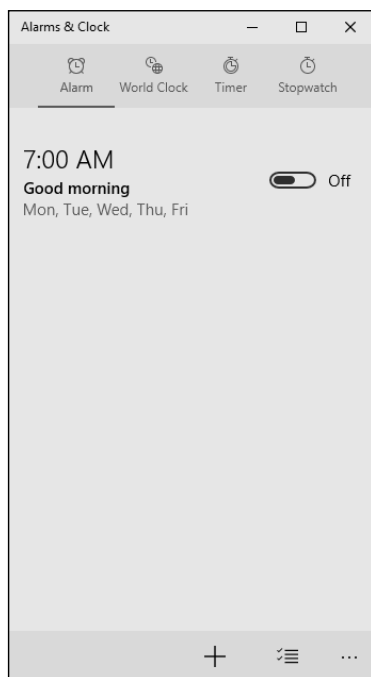 Alarms & Clock
Alarm World Clock Timer Stopwatch
7:00 AM
Good morning
Off
Mon, Tue, Wed, Thu, Fri